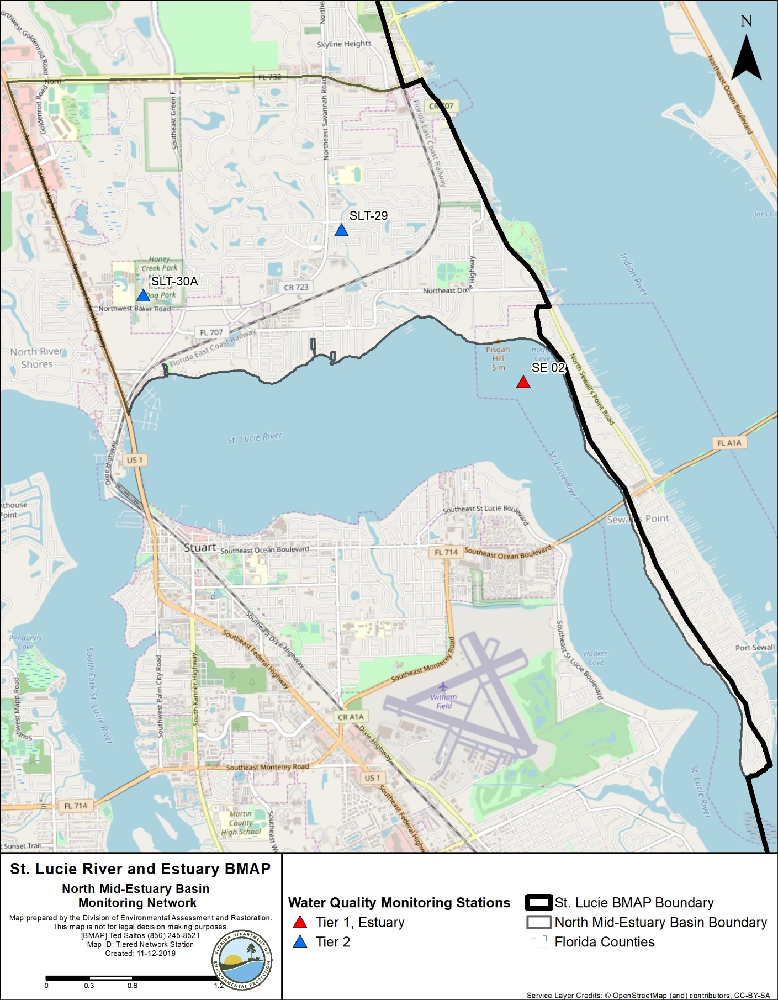 N
Skyline Heights
Northeast Ocean Boulevard
FL 732
Goldenrod Road
Northeast Savannah Road
CR 707
Florida East Coast Railway
SLT-29
Indian River
Haney
Creek Park
SLT-30A
Dog Park
CR 723
Northeast Dixie Highway
Northwest Baker Road
FL 707
Florida East Coast Railway
North River
Shores
Pisgah
Hill
5 m
SE 02
North Sewall's Point Road
St. Lucie River
FL A1A
US 1
Dixie Highway
St. Lucie River
Southeast St Lucie Boulevard
Sewall's Point
Stuart
Southeast Ocean Boulevard
FL 714
Southeast Ocean Boulevard
Southeast Dixie Highway
Southeast Federal Highway
Pendarvis
Cove
South Fork St. Lucie River
Southwest Palm City Road
South Kanner Highway
Southeast Monterey Road
Southeast St Lucie Boulevard
Hooker
Cove
Port Sewall
Witham
Field
CR A1A
Dixie Highway
Southeast Monterey Road
US 1
St. Lucie River
FL 714
Martin
County
High School
Sunset Trail
St. Lucie River and Estuary BMAP
North Mid-Estuary Basin
Monitoring Network
Map prepared by the Division of Environmental Assessment and Restoration.
This map is not for legal decision making purposes.
[BMAP] Ted Saltos (850) 245-8521
Map ID: Tiered Network Station
Created: 11-12-2019
0 0.3 0.6 1.2
FLORIDA DEPARTMENT OF
ENVIRONMENTAL PROTECTION
Water Quality Monitoring Stations
Tier 1, Estuary
Tier 2
St. Lucie BMAP Boundary
North Mid-Estuary Basin Boundary
Florida Counties
Service Layer Credits: © OpenStreetMap (and) contributors, CC-BY-SA